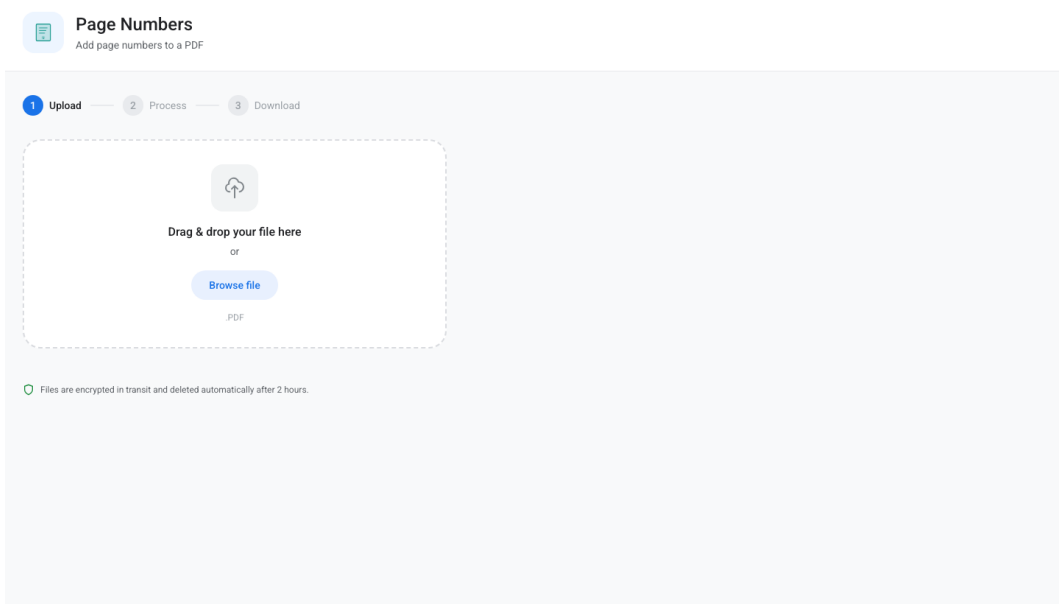 Page Numbers
Add page numbers to a PDF
1 Upload 2 Process 3 Download
Drag & drop your file here
or
Browse file
.PDF
Files are encrypted in transit and deleted automatically after 2 hours.